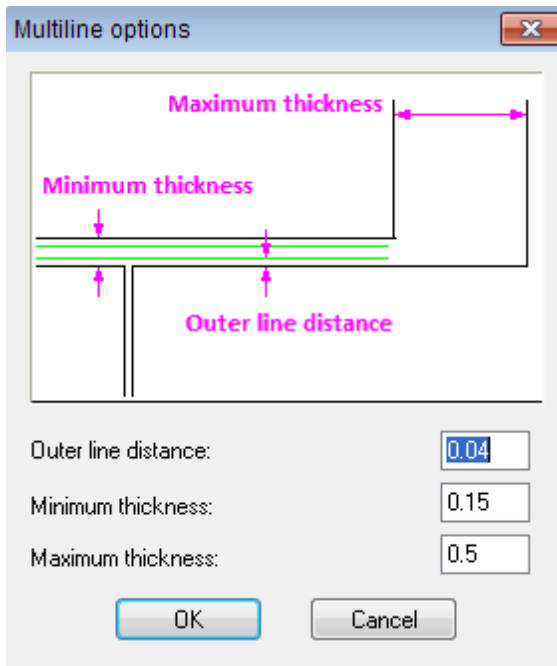 Multiline options
Maximum thickness
Minimum thickness
Outer line distance
Outer line distance: 0.04
Minimum thickness: 0.15
Maximum thickness: 0.5
OK Cancel